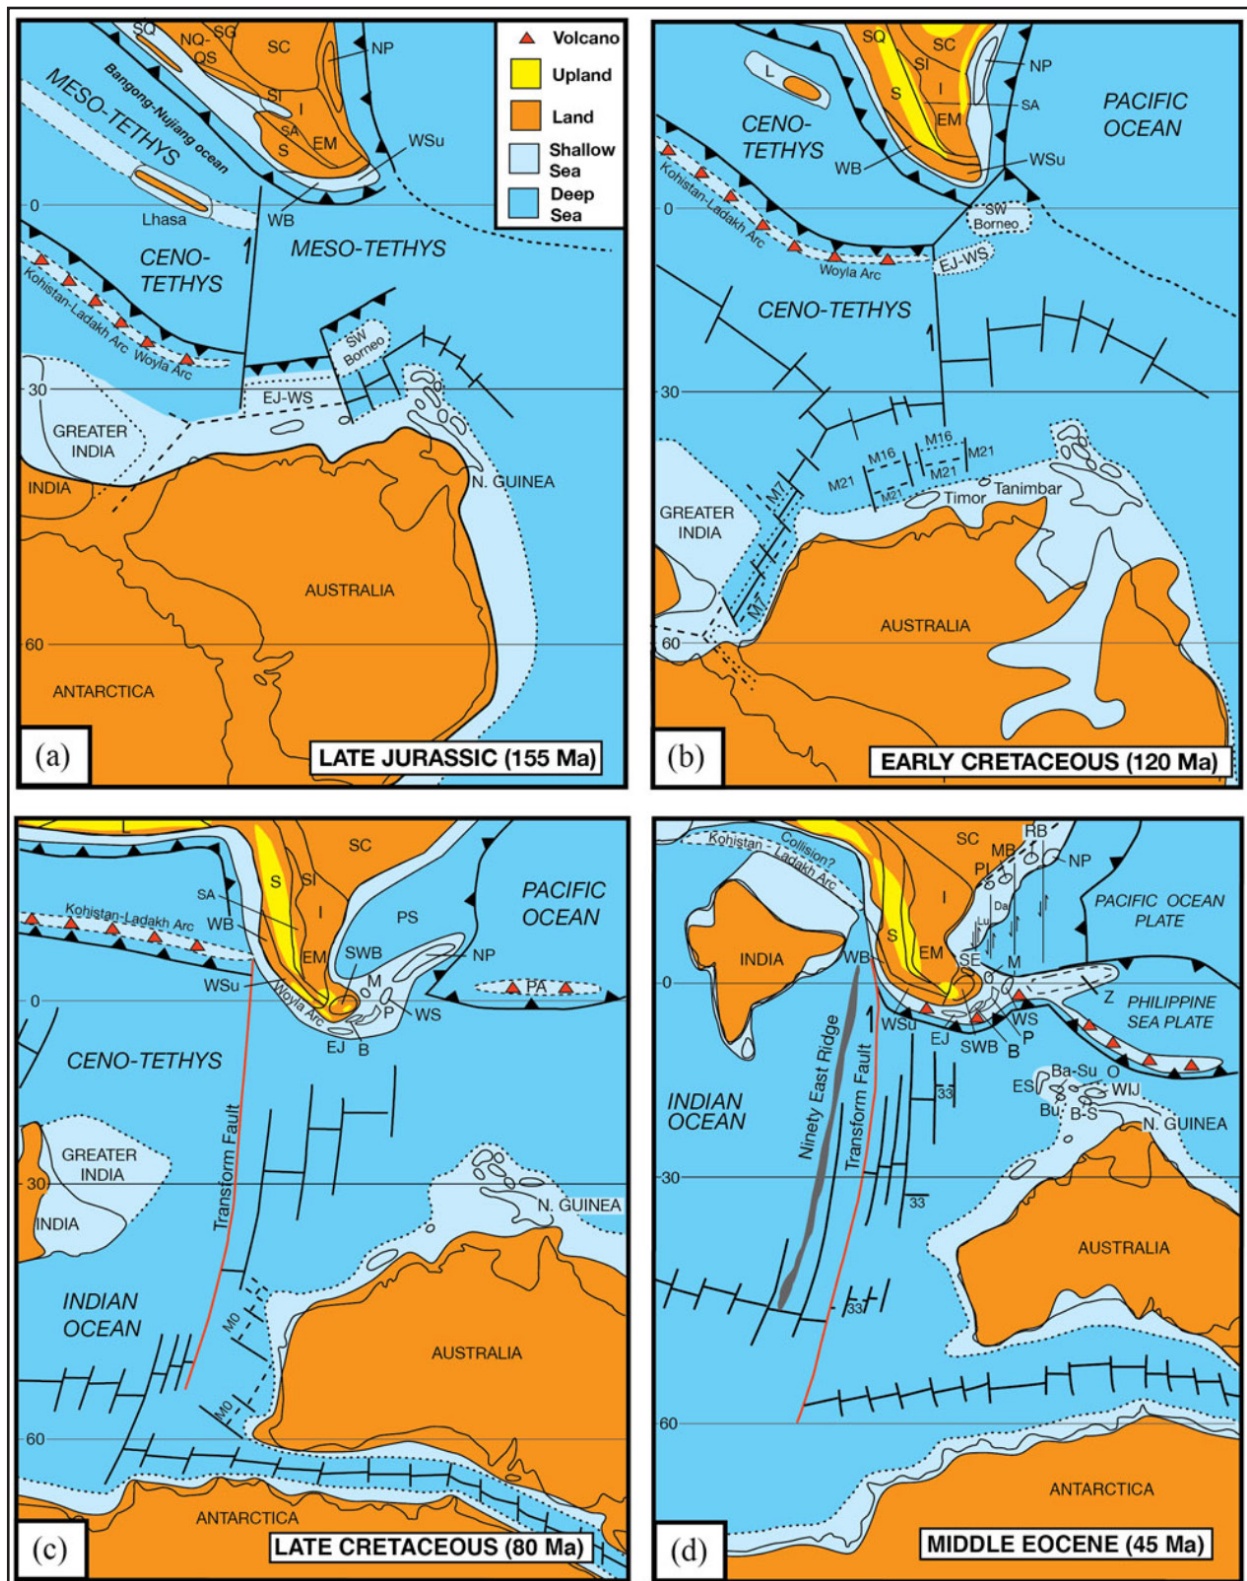 SQ
NQ-
QS
SG
SC
NP
SI
I
SA
S
EM
WSu
WB
MESO-TETHYS
Bangong-Nujiang ocean
Lhasa
0
CENO-
TETHYS
MESO-TETHYS
Kohistan-Ladakh Arc
Woyla Arc
SW
Borneo
30
EJ-WS
GREATER
INDIA
INDIA
N. GUINEA
AUSTRALIA
60
ANTARCTICA
(a)
LATE JURASSIC (155 Ma)
Volcano
Upland
Land
Shallow
Sea
Deep
Sea
SQ
SC
SI
NP
L
S
I
SA
EM
PACIFIC
OCEAN
CENO-
TETHYS
WB
WSu
Kohistan-Ladakh Arc
0
SW
Borneo
EJ-WS
Woyla Arc
CENO-TETHYS
30
M16
M16
M21
M21
M21
M21
M7
Timor
Tanimbar
GREATER
INDIA
M7
AUSTRALIA
60
(b)
EARLY CRETACEOUS (120 Ma)
L
SC
S
SI
SA
I
WB
PS
PACIFIC
OCEAN
Kohistan-Ladakh Arc
EM
SWB
NP
WSu
M
PA
0
Woyla Arc
P
WS
EJ
B
CENO-TETHYS
Transform Fault
GREATER
INDIA
30
INDIA
N. GUINEA
INDIAN
OCEAN
M0
AUSTRALIA
M0
60
ANTARCTICA
(c)
LATE CRETACEOUS (80 Ma)
Collision?
Kohistan - Ladakh Arc
SC
RB
MB
PI
NP
I
Da
Lu
PACIFIC OCEAN
PLATE
S
EM
INDIA
WB
SE
M
0
Z
WSu
WS
P
EJ
SWB
B
PHILIPPINE
SEA PLATE
Ninety East Ridge
Transform Fault
INDIAN
OCEAN
33
Ba-Su
O
ES
WIJ
Bu
B-S
N. GUINEA
30
33
AUSTRALIA
33
60
ANTARCTICA
(d)
MIDDLE EOCENE (45 Ma)